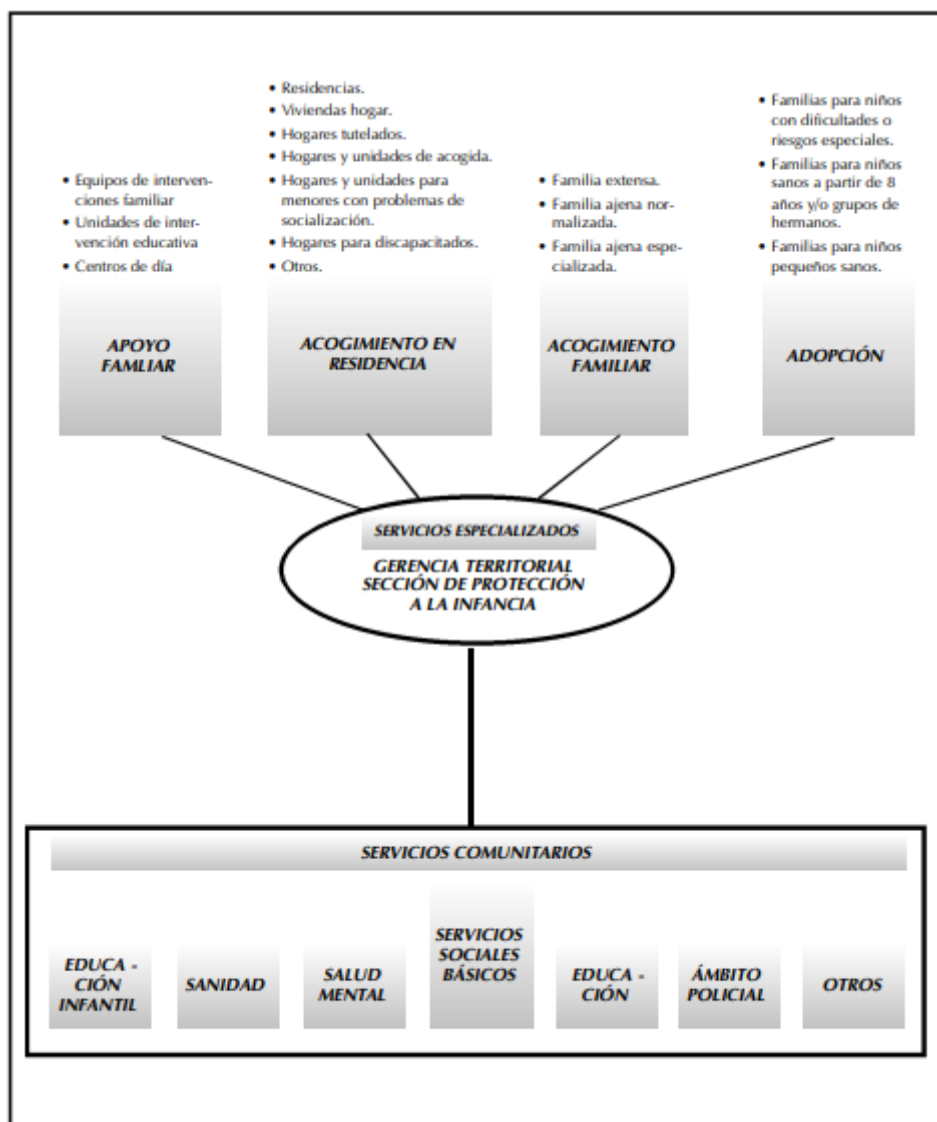 • Equipos de interven-
ciones familiar
• Unidades de inter-
vención educativa
• Centros de día
APOYO
FAMLIAR
• Residencias.
• Viviendas hogar.
• Hogares tutelados.
• Hogares y unidades de acogida.
• Hogares y unidades para
menores con problemas de
socialización.
• Hogares para discapacitados.
• Otros.
ACOGIMIENTO EN
RESIDENCIA
• Familia extensa.
• Familia ajena nor-
malizada.
• Familia ajena espe-
cializada.
ACOGIMIENTO
FAMILIAR
• Familias para niños
con dificultades o
riesgos especiales.
• Familias para niños
sanos a partir de 8
años y/o grupos de
hermanos.
• Familias para niños
pequeños sanos.
ADOPCIÓN
SERVICIOS ESPECIALIZADOS
GERENCIA TERRITORIAL
SECCIÓN DE PROTECCIÓN
A LA INFANCIA
SERVICIOS COMUNITARIOS
EDUCA -
CIÓN
INFANTIL
SANIDAD
SALUD
MENTAL
SERVICIOS
SOCIALES
BÁSICOS
EDUCA -
CIÓN
ÁMBITO
POLICIAL
OTROS